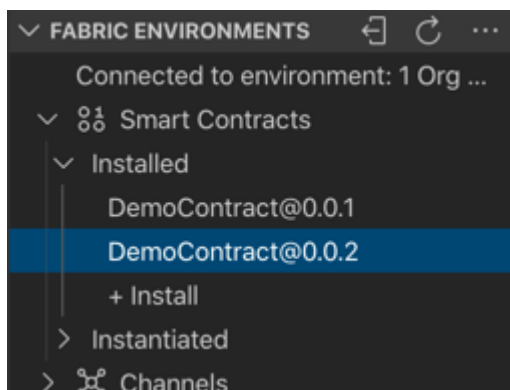 FABRIC ENVIRONMENTS
Connected to environment: 1 Org ...
Smart Contracts
Installed
DemoContract@0.0.1
DemoContract@0.0.2
+ Install
Instantiated
Channels